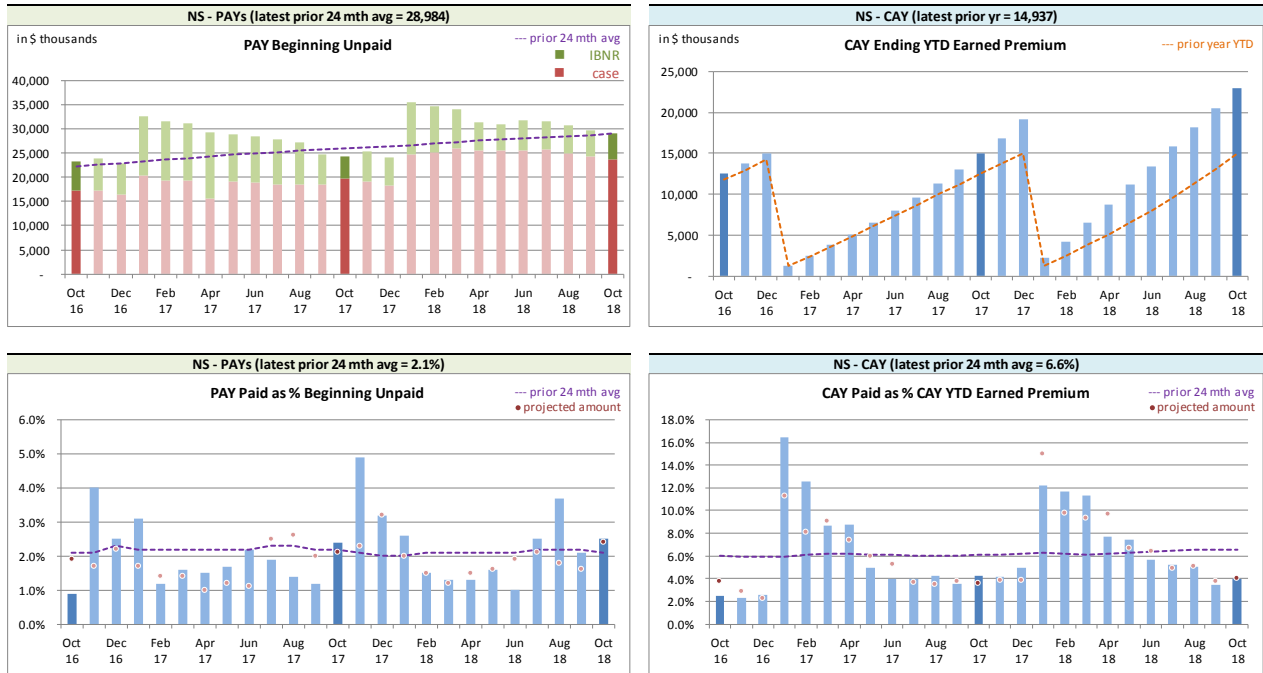 NS - PAYs (latest prior 24 mth avg = 28,984)
in $ thousands
PAY Beginning Unpaid
--- prior 24 mth avg
IBNR
case
40,000
35,000
30,000
25,000
20,000
15,000
10,000
5,000
-
Oct Dec Feb Apr Jun Aug Oct Dec Feb Apr Jun Aug Oct
16 16 17 17 17 17 17 17 18 18 18 18 18
NS - CAY (latest prior yr = 14,937)
in $ thousands
CAY Ending YTD Earned Premium
--- prior year YTD
25,000
20,000
15,000
10,000
5,000
-
Oct Dec Feb Apr Jun Aug Oct Dec Feb Apr Jun Aug Oct
16 16 17 17 17 17 17 17 18 18 18 18 18
NS - PAYs (latest prior 24 mth avg = 2.1%)
PAY Paid as % Beginning Unpaid
--- prior 24 mth avg
projected amount
6.0%
5.0%
4.0%
3.0%
2.0%
1.0%
0.0%
Oct Dec Feb Apr Jun Aug Oct Dec Feb Apr Jun Aug Oct
16 16 17 17 17 17 17 17 18 18 18 18 18
NS - CAY (latest prior 24 mth avg = 6.6%)
CAY Paid as % CAY YTD Earned Premium
--- prior 24 mth avg
projected amount
18.0%
16.0%
14.0%
12.0%
10.0%
8.0%
6.0%
4.0%
2.0%
0.0%
Oct Dec Feb Apr Jun Aug Oct Dec Feb Apr Jun Aug Oct
16 16 17 17 17 17 17 17 18 18 18 18 18